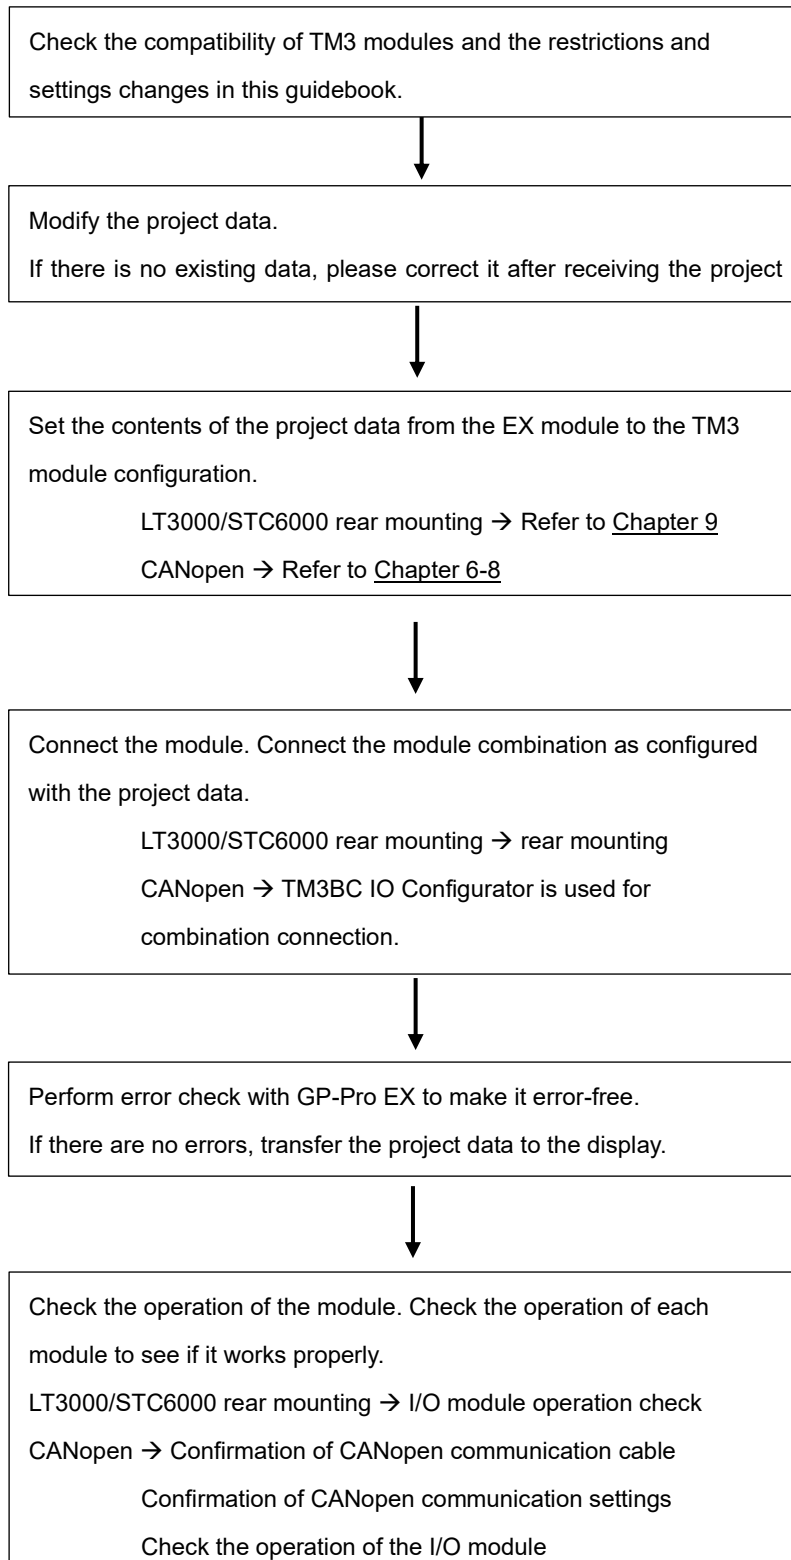 Check the compatibility of TM3 modules and the restrictions and
settings changes in this guidebook.
Modify the project data.
If there is no existing data, please correct it after receiving the project
Set the contents of the project data from the EX module to the TM3
module configuration.
LT3000/STC6000 rear mounting → Refer to Chapter 9
CANopen → Refer to Chapter 6-8
Connect the module. Connect the module combination as configured
with the project data.
LT3000/STC6000 rear mounting → rear mounting
CANopen → TM3BC IO Configurator is used for
combination connection.
Perform error check with GP-Pro EX to make it error-free.
If there are no errors, transfer the project data to the display.
Check the operation of the module. Check the operation of each
module to see if it works properly.
LT3000/STC6000 rear mounting → I/O module operation check
CANopen → Confirmation of CANopen communication cable
Confirmation of CANopen communication settings
Check the operation of the I/O module